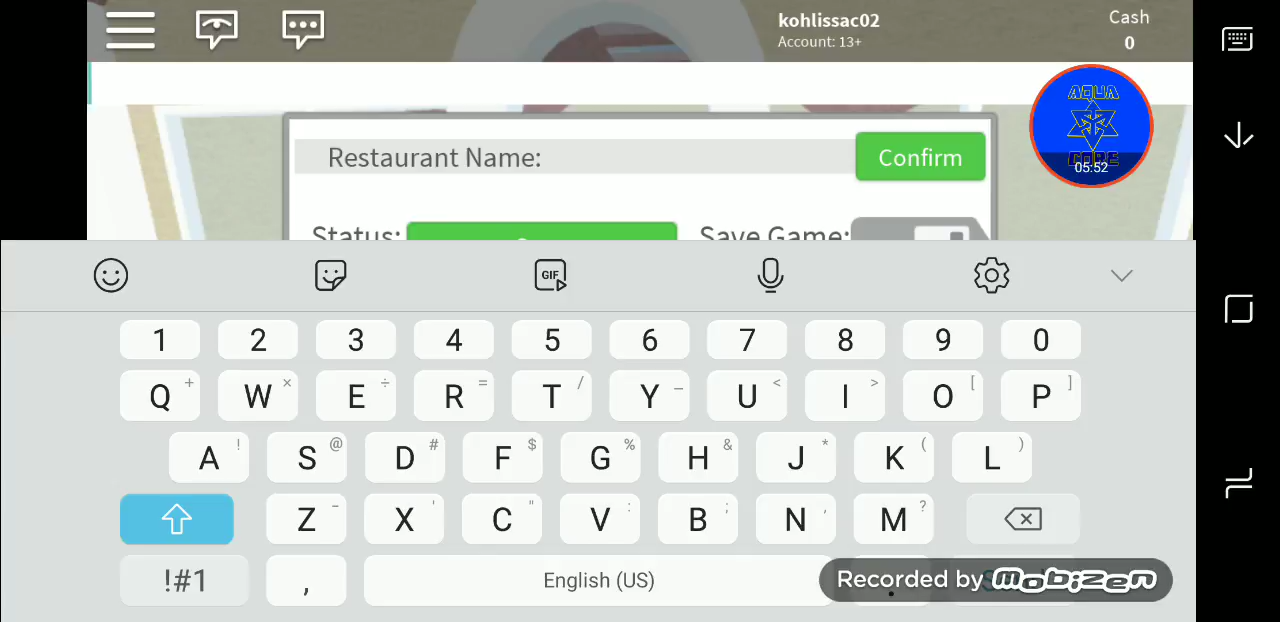 kohlissac02
Account: 13+
Cash
0
AQUA
CORE
05:52
Restaurant Name:
Confirm
Status:
Save Game:
GIF
1 2 3 4 5 6 7 8 9 0
Q + W × E ÷ R = T / Y _ U < I > O [ P ]
A ! S @ D # F $ G % H & J * K ( L )
Z - X ' C " V : B ; N , M ?
!#1 , English (US) .
Recorded by mobizen